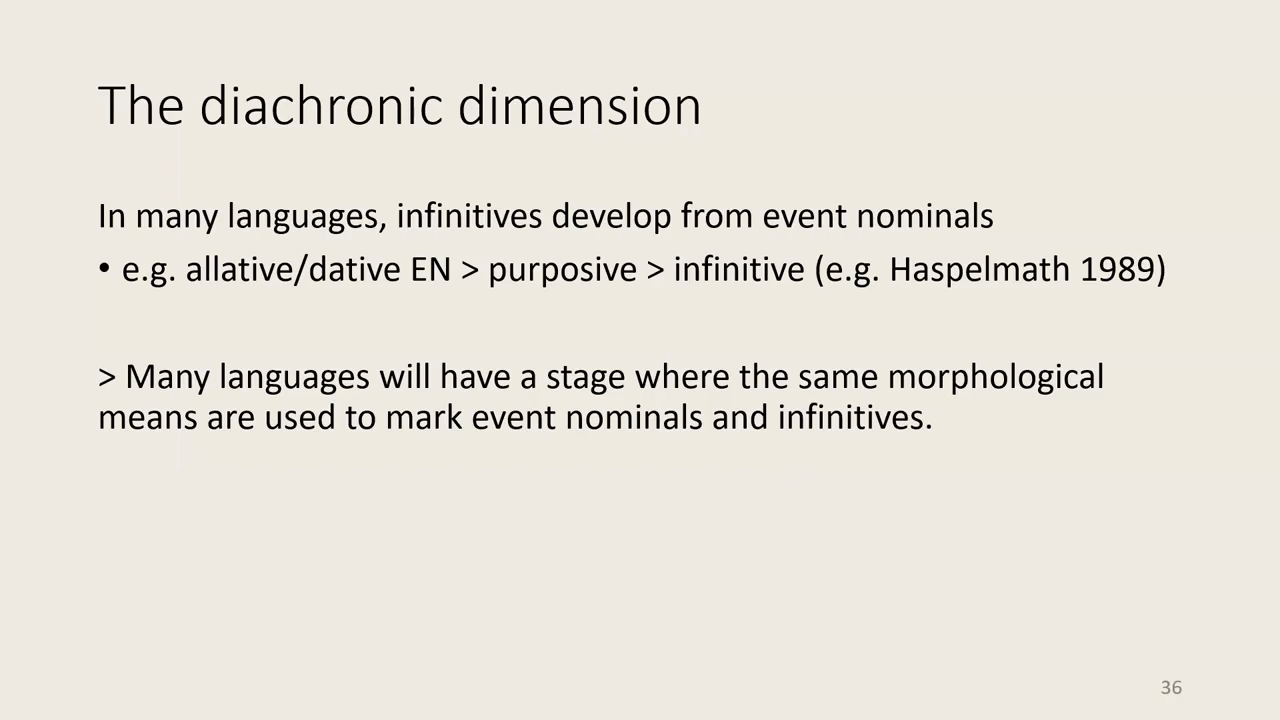 The diachronic dimension
In many languages, infinitives develop from event nominals
• e.g. allative/dative EN > purposive > infinitive (e.g. Haspelmath 1989)
> Many languages will have a stage where the same morphological
means are used to mark event nominals and infinitives.
36